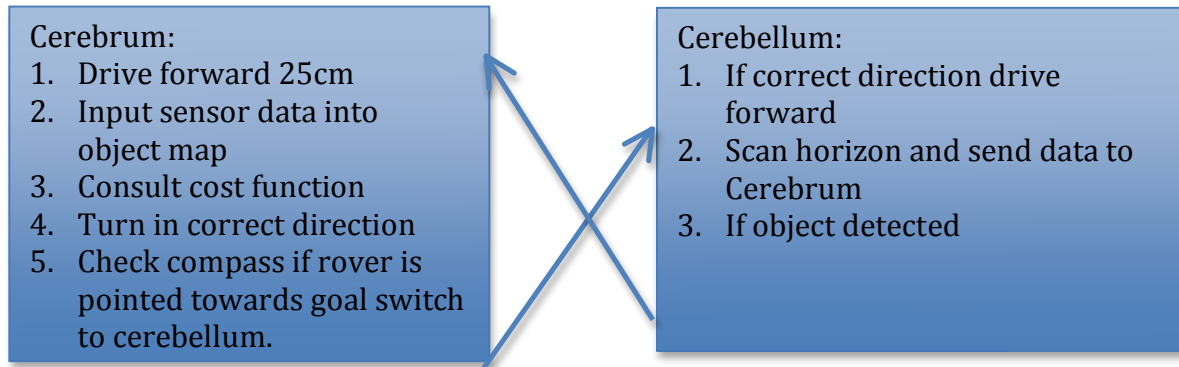 Cerebrum:
1. Drive forward 25cm
2. Input sensor data into
object map
3. Consult cost function
4. Turn in correct direction
5. Check compass if rover is
pointed towards goal switch
to cerebellum.
Cerebellum:
1. If correct direction drive
forward
2. Scan horizon and send data to
Cerebrum
3. If object detected